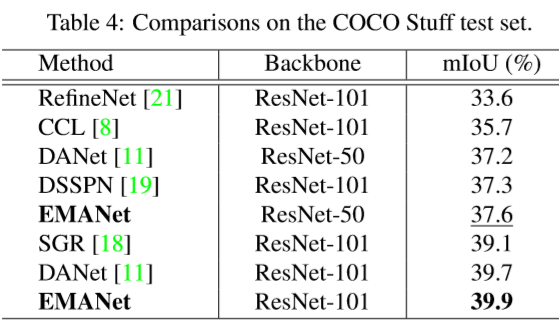 Table 4: Comparisons on the COCO Stuff test set.
Method Backbone mIoU (%)
RefineNet [21] ResNet-101 33.6
CCL [8] ResNet-101 35.7
DANet [11] ResNet-50 37.2
DSSPN [19] ResNet-101 37.3
EMANet ResNet-50 37.6
SGR [18] ResNet-101 39.1
DANet [11] ResNet-101 39.7
EMANet ResNet-101 39.9